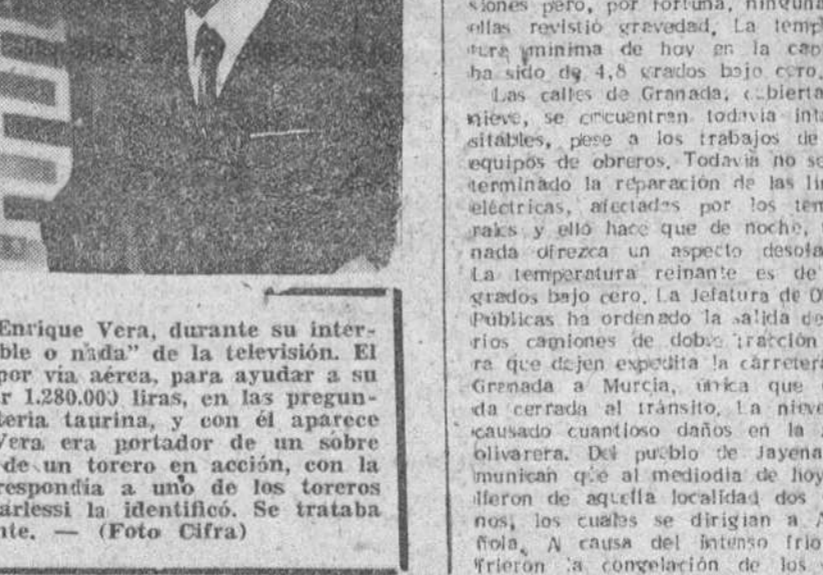 Enrique Vera, durante su inter-
ble o nada" de la televisión. El
por vía aérea, para ayudar a su
r 1.280.000 liras, en las pregun-
teria taurina, y con él aparece
Vera era portador de un sobre
de un torero en acción, con la
respondía a uno de los toreros
arlessi la identificó. Se trataba
nte. — (Foto Cifra)
siones pero, por fortuna, ninguna
ellas revistió gravedad. La temp
tura mínima de hoy en la cap
ha sido de 4,8 grados bajo cero.
Las calles de Granada, cubierta
nieve, se encuentran todavía int
sitables, pese a los trabajos de
equipos de obreros. Todavía no se
terminado la reparación de las lí
eléctricas, afectadas por los tem
rales y ello hace que de noche,
nada ofrezca un aspecto desola
La temperatura reinante es de
grados bajo cero. La Jefatura de O
Públicas ha ordenado la salida de
rios camiones de doble tracción
ra que dejen expedita la carretera
Granada a Murcia, única que
da cerrada al tránsito. La nieve
causado cuantioso daños en la
olivarera. Del pueblo de Jayena
munican que al mediodía de hoy
lieron de aquella localidad dos
nos, los cuales se dirigían a A
ñola. A causa del intenso frío
frieron la congelación de los